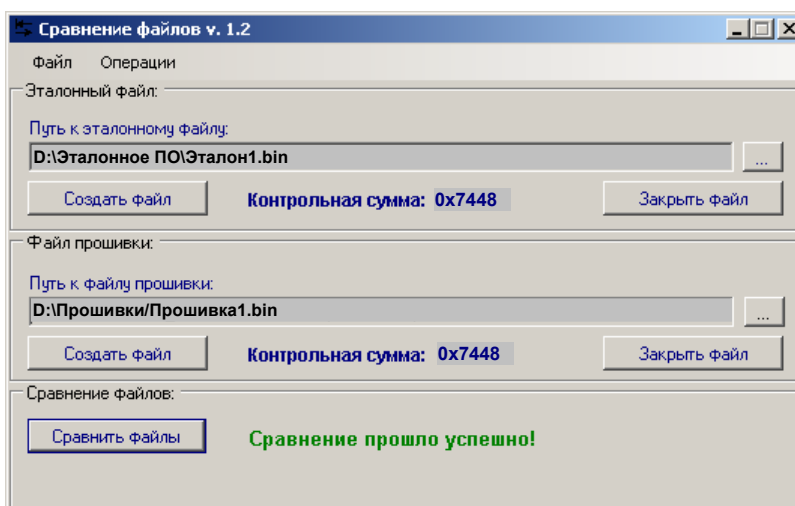 Сравнение файлов v. 1.2
Файл Операции
Эталонный файл:
Путь к эталонному файлу:
D:\Эталонное ПО\Эталон1.bin ...
Создать файл Контрольная сумма: 0x7448 Закрыть файл
Файл прошивки:
Путь к файлу прошивки:
D:\Прошивки/Прошивка1.bin ...
Создать файл Контрольная сумма: 0x7448 Закрыть файл
Сравнение файлов:
Сравнить файлы Сравнение прошло успешно!